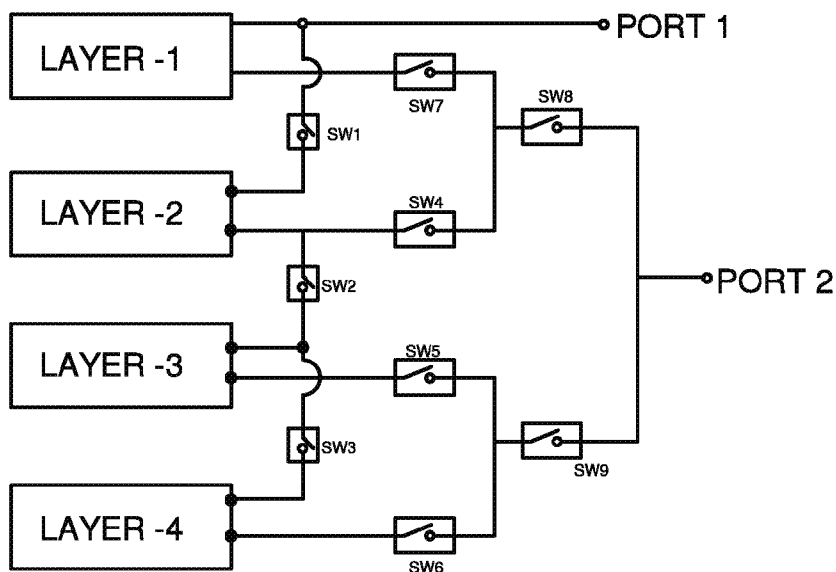 PORT 1
LAYER -1
SW7
SW8
SW1
LAYER -2
SW4
SW2
PORT 2
LAYER -3
SW5
SW3
SW9
LAYER -4
SW6